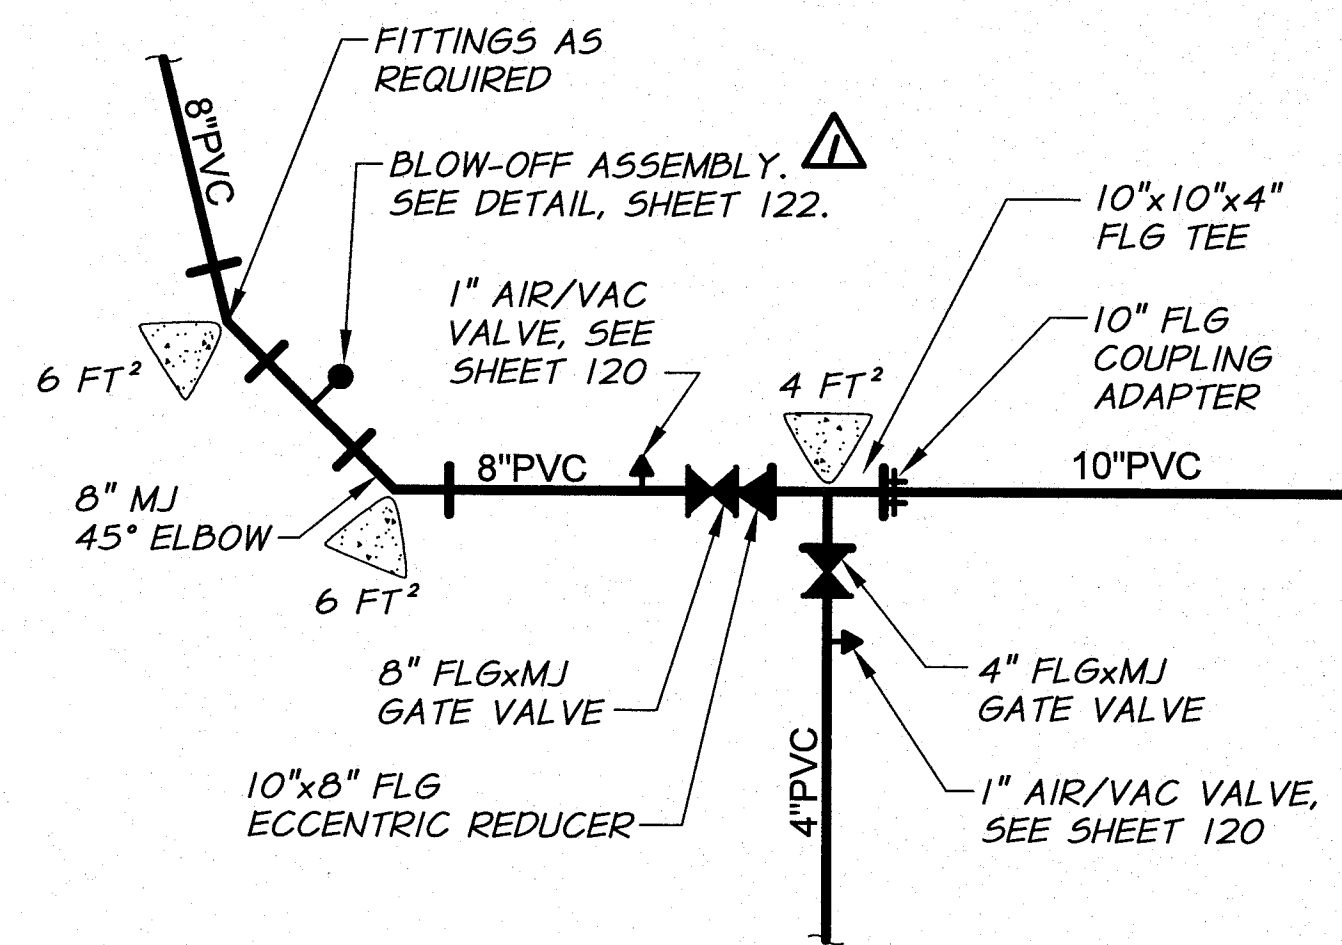 FITTINGS AS
REQUIRED
8"PVC
BLOW-OFF ASSEMBLY.
SEE DETAIL, SHEET 122.
1
10"x10"x4"
FLG TEE
1" AIR/VAC
VALVE, SEE
SHEET 120
10" FLG
COUPLING
ADAPTER
6 FT²
4 FT²
8"PVC
10"PVC
8" MJ
45° ELBOW
6 FT²
8" FLGxMJ
GATE VALVE
4" FLGxMJ
GATE VALVE
4"PVC
10"x8" FLG
ECCENTRIC REDUCER
1" AIR/VAC VALVE,
SEE SHEET 120